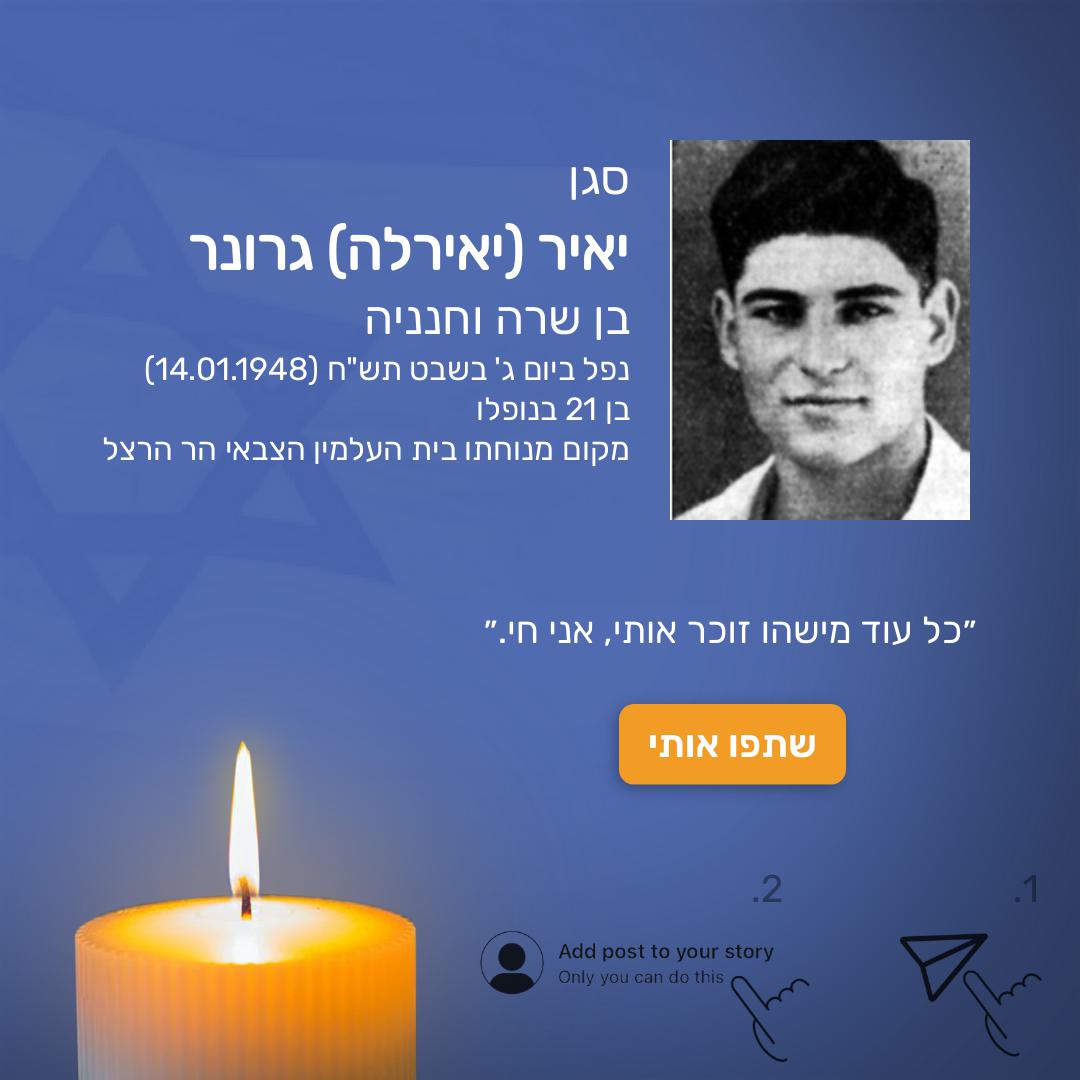 סגן
יאיר (יאירלה) גרונר
בן שרה וחנניה
נפל ביום ג' בשבט תש"ח (14.01.1948)
בן 21 בנופלו
מקום מנוחתו בית העלמין הצבאי הר הרצל
״כל עוד מישהו זוכר אותי, אני חי.״
שתפו אותי
.1
.2
Add post to your story
Only you can do this